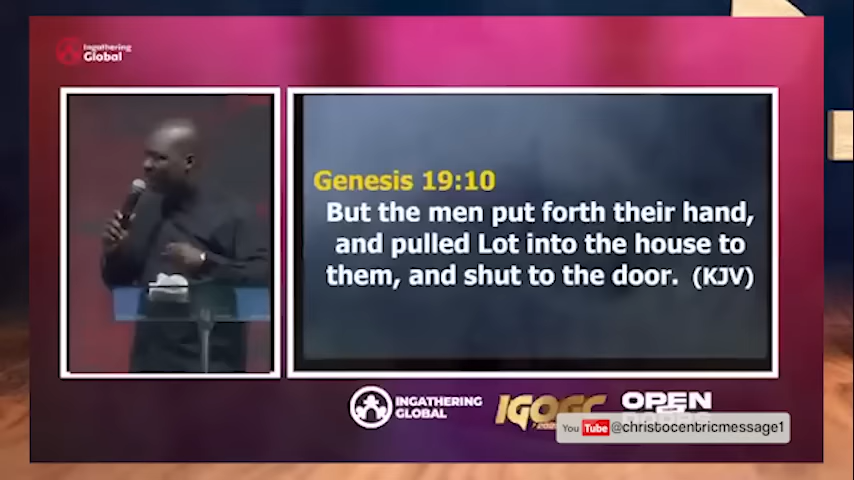 Ingathering
Global
Genesis 19:10
But the men put forth their hand,
and pulled Lot into the house to
them, and shut to the door. (KJV)
INGATHERING
GLOBAL
IGOGC
OPEN
You Tube @christocentricmessage1